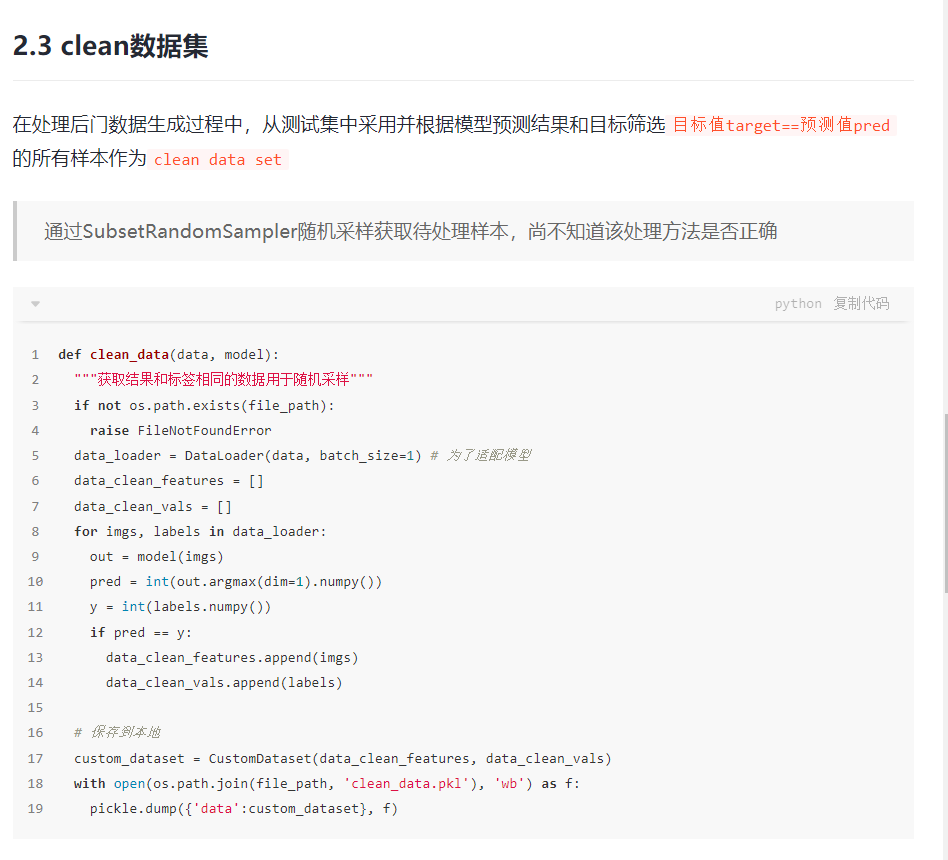 2.3 clean数据集
在处理后门数据生成过程中，从测试集中采用并根据模型预测结果和目标筛选 目标值target==预测值pred
的所有样本作为 clean data set
通过SubsetRandomSampler随机采样获取待处理样本，尚不知道该处理方法是否正确
python 复制代码
1 def clean_data(data, model):
2   """获取结果和标签相同的数据用于随机采样"""
3   if not os.path.exists(file_path):
4     raise FileNotFoundError
5   data_loader = DataLoader(data, batch_size=1) # 为了适配模型
6   data_clean_features = []
7   data_clean_vals = []
8   for imgs, labels in data_loader:
9     out = model(imgs)
10     pred = int(out.argmax(dim=1).numpy())
11     y = int(labels.numpy())
12     if pred == y:
13       data_clean_features.append(imgs)
14       data_clean_vals.append(labels)
15
16   # 保存到本地
17   custom_dataset = CustomDataset(data_clean_features, data_clean_vals)
18   with open(os.path.join(file_path, 'clean_data.pkl'), 'wb') as f:
19     pickle.dump({'data':custom_dataset}, f)